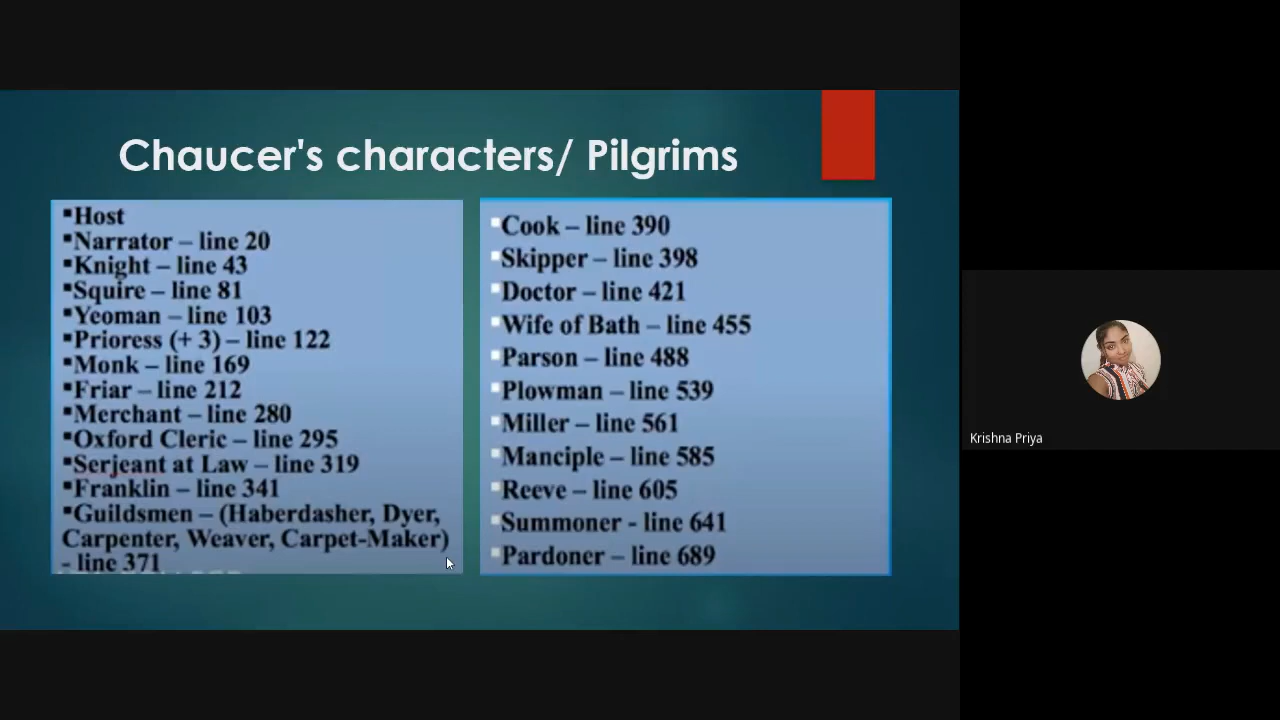 Chaucer's characters/ Pilgrims
▪Host
▪Narrator – line 20
▪Knight – line 43
▪Squire – line 81
▪Yeoman – line 103
▪Prioress (+ 3) – line 122
▪Monk – line 169
▪Friar – line 212
▪Merchant – line 280
▪Oxford Cleric – line 295
▪Serjeant at Law – line 319
▪Franklin – line 341
▪Guildsmen – (Haberdasher, Dyer,
Carpenter, Weaver, Carpet-Maker)
- line 371
▪Cook – line 390
▪Skipper – line 398
▪Doctor – line 421
▪Wife of Bath – line 455
▪Parson – line 488
▪Plowman – line 539
▪Miller – line 561
▪Manciple – line 585
▪Reeve – line 605
▪Summoner - line 641
▪Pardoner – line 689
Krishna Priya